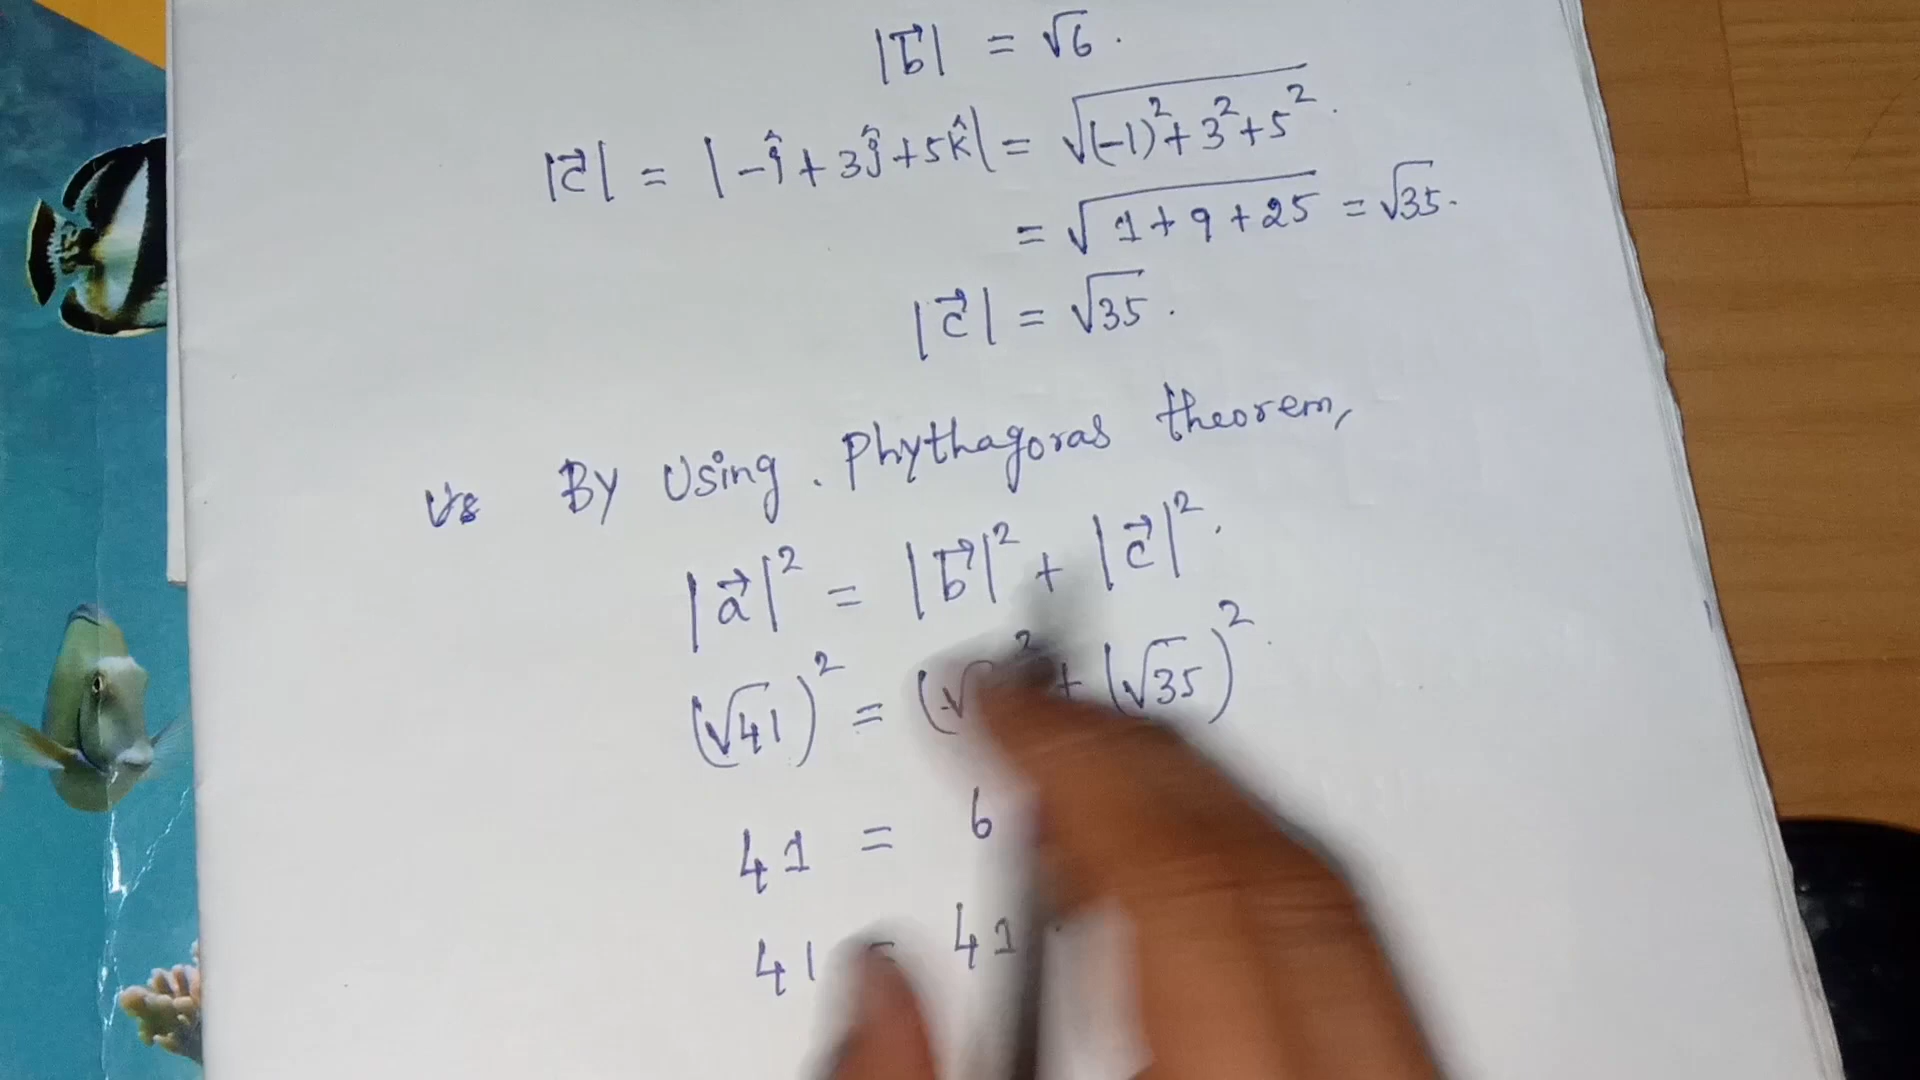 |b⃗| = √6.
|c⃗| = |-î + 3ĵ + 5k̂| = √(-1)² + 3² + 5².
= √1 + 9 + 25 = √35.
|c⃗| = √35.
By Using. Phythagoras theorem,
|a⃗|² = |b⃗|² + |c⃗|².
(√41)² = (√ ² + (√35)².
41 = 6
41 = 41.